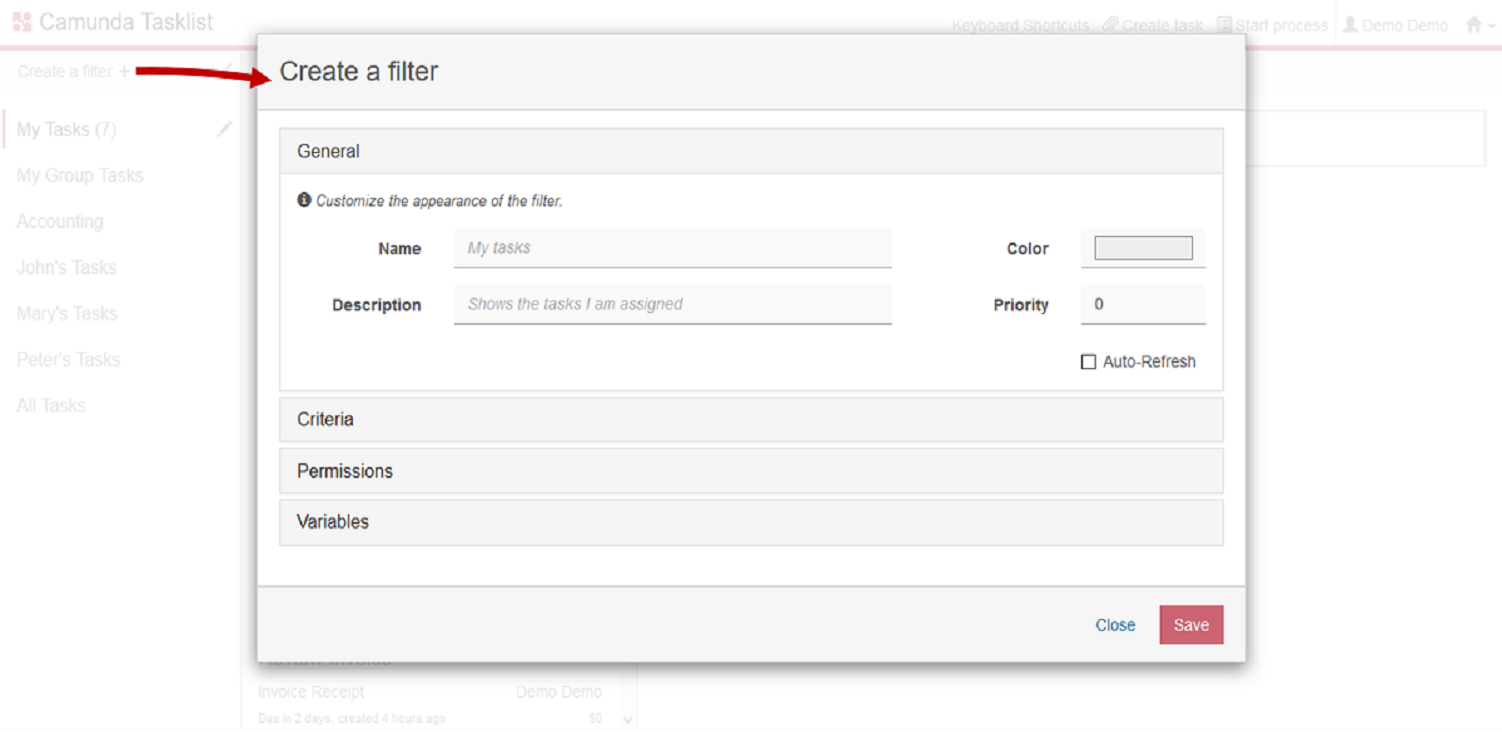 Camunda Tasklist
Keyboard Shortcuts Create task Start process Demo Demo
Create a filter +
Create a filter
My Tasks (7)
My Group Tasks
Accounting
John's Tasks
Mary's Tasks
Peter's Tasks
All Tasks
General
Customize the appearance of the filter.
Name My tasks Color
Description Shows the tasks I am assigned Priority 0
Auto-Refresh
Criteria
Permissions
Variables
Close Save
Invoice Receipt Demo Demo
Due in 2 days, created 4 hours ago 50